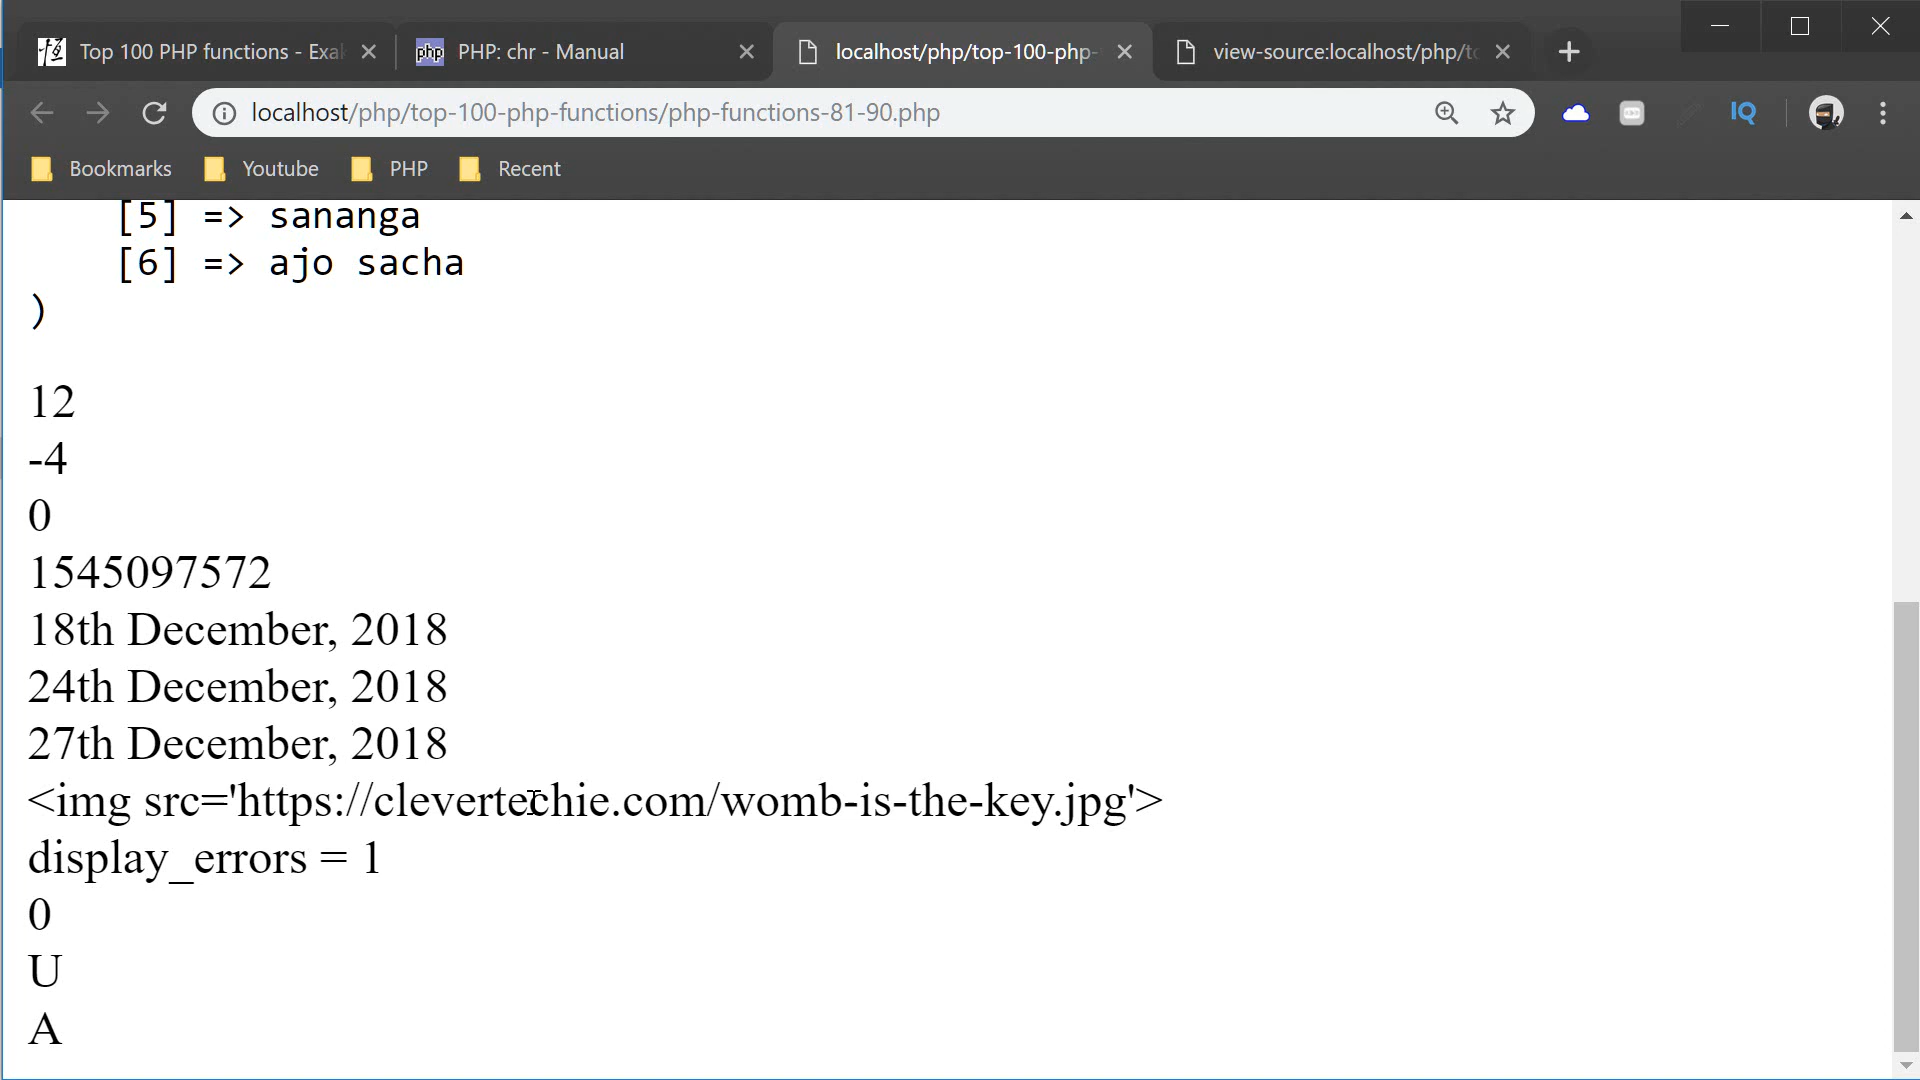 Top 100 PHP functions - Exa
PHP: chr - Manual
localhost/php/top-100-php-
view-source:localhost/php/to
localhost/php/top-100-php-functions/php-functions-81-90.php
IQ
Bookmarks
Youtube
PHP
Recent
[5] => sananga
[6] => ajo sacha
)
12
-4
0
1545097572
18th December, 2018
24th December, 2018
27th December, 2018
<img src='https://clevertechie.com/womb-is-the-key.jpg'>
display_errors = 1
0
U
A